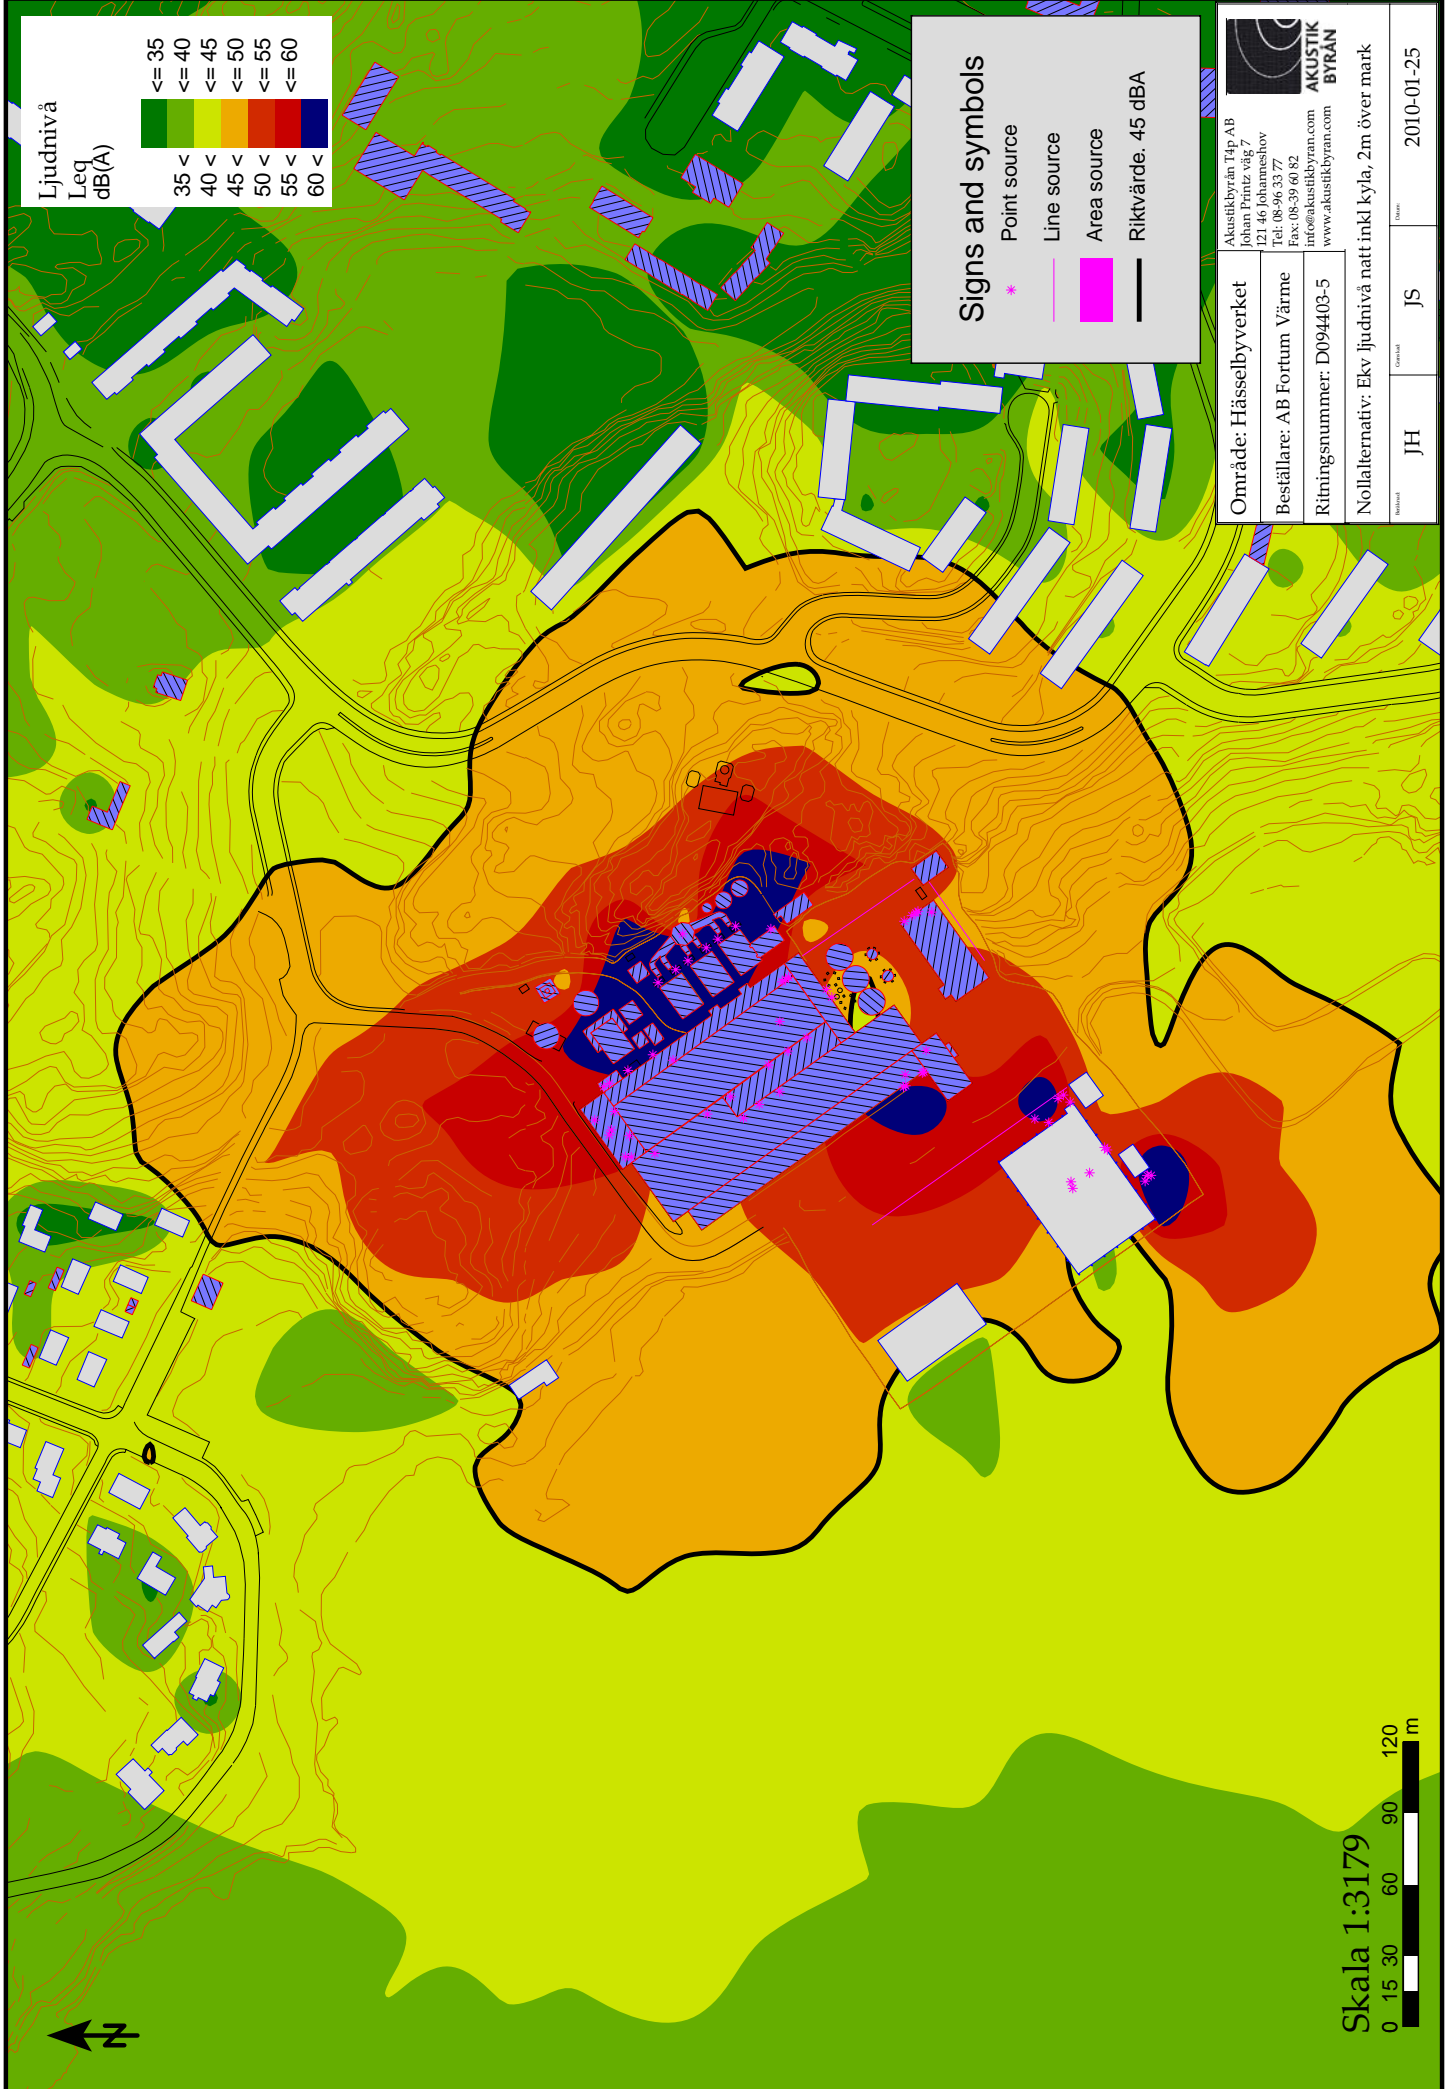 Ljudnivå
Leq
dB(A)
<= 35
35 < <= 40
40 < <= 45
45 < <= 50
50 < <= 55
55 < <= 60
60 <
Signs and symbols
Point source
Line source
Area source
Riktvärde. 45 dBA
Område: Hässelbyverket
Beställare: AB Fortum Värme
Ritningsnummer: D094403-5
Akustikbyrån T4p AB
Johan Printz väg 7
121 46 Johanneshov
Tel: 08-96 33 77
Fax: 08-39 60 82
info@akustikbyran.com
www.akustikbyran.com
AKUSTIK
BYRÅN
Nollalternativ: Ekv ljudnivå natt inkl kyla, 2m över mark
JH
JS
Datum:
2010-01-25
N
Skala 1:3179
0 15 30 60 90 120
m